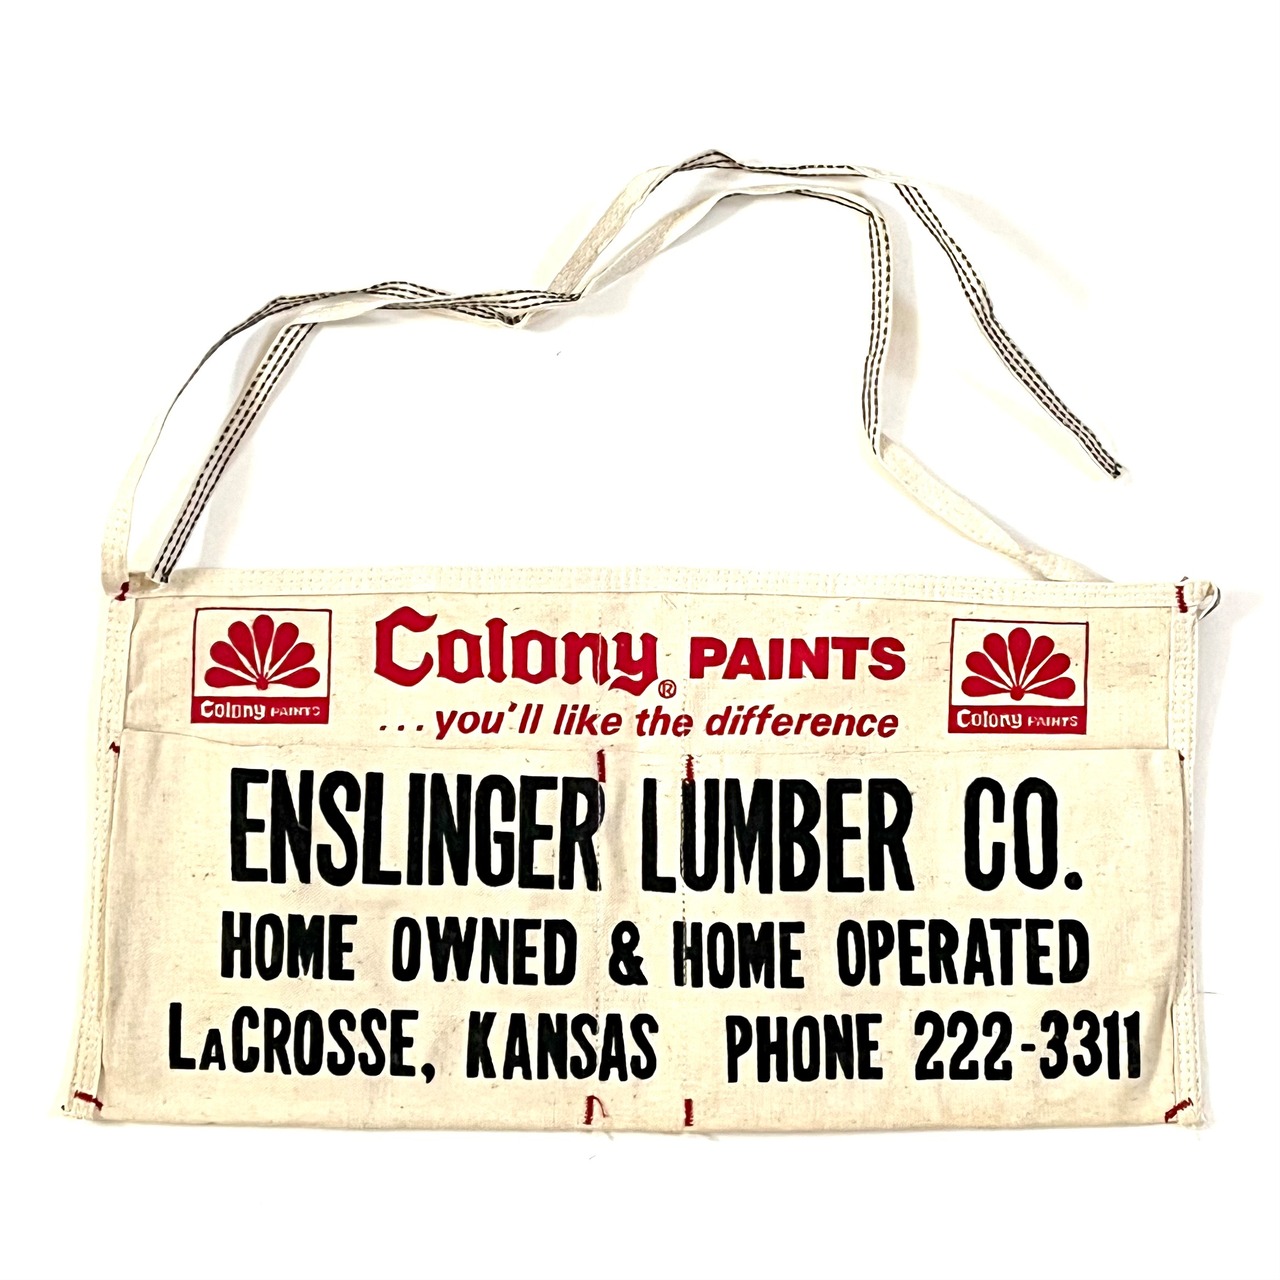 Colony PAINTS®
...you'll like the difference
Colony PAINTS
Colony PAINTS
ENSLINGER LUMBER CO.
HOME OWNED & HOME OPERATED
LaCROSSE, KANSAS PHONE 222-3311